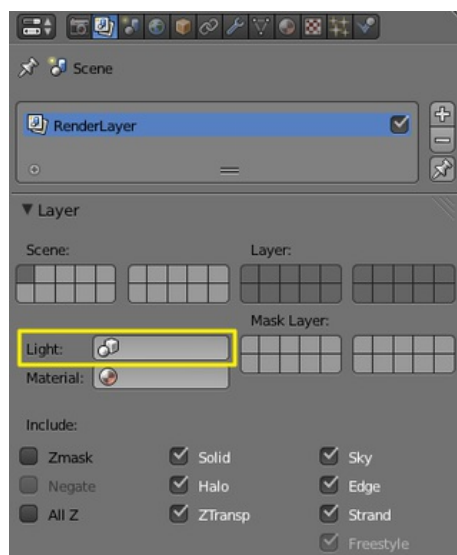 Scene
RenderLayer
Layer
Scene: Layer:
Mask Layer:
Light:
Material:
Include:
Zmask Solid Sky
Negate Halo Edge
All Z ZTransp Strand
Freestyle